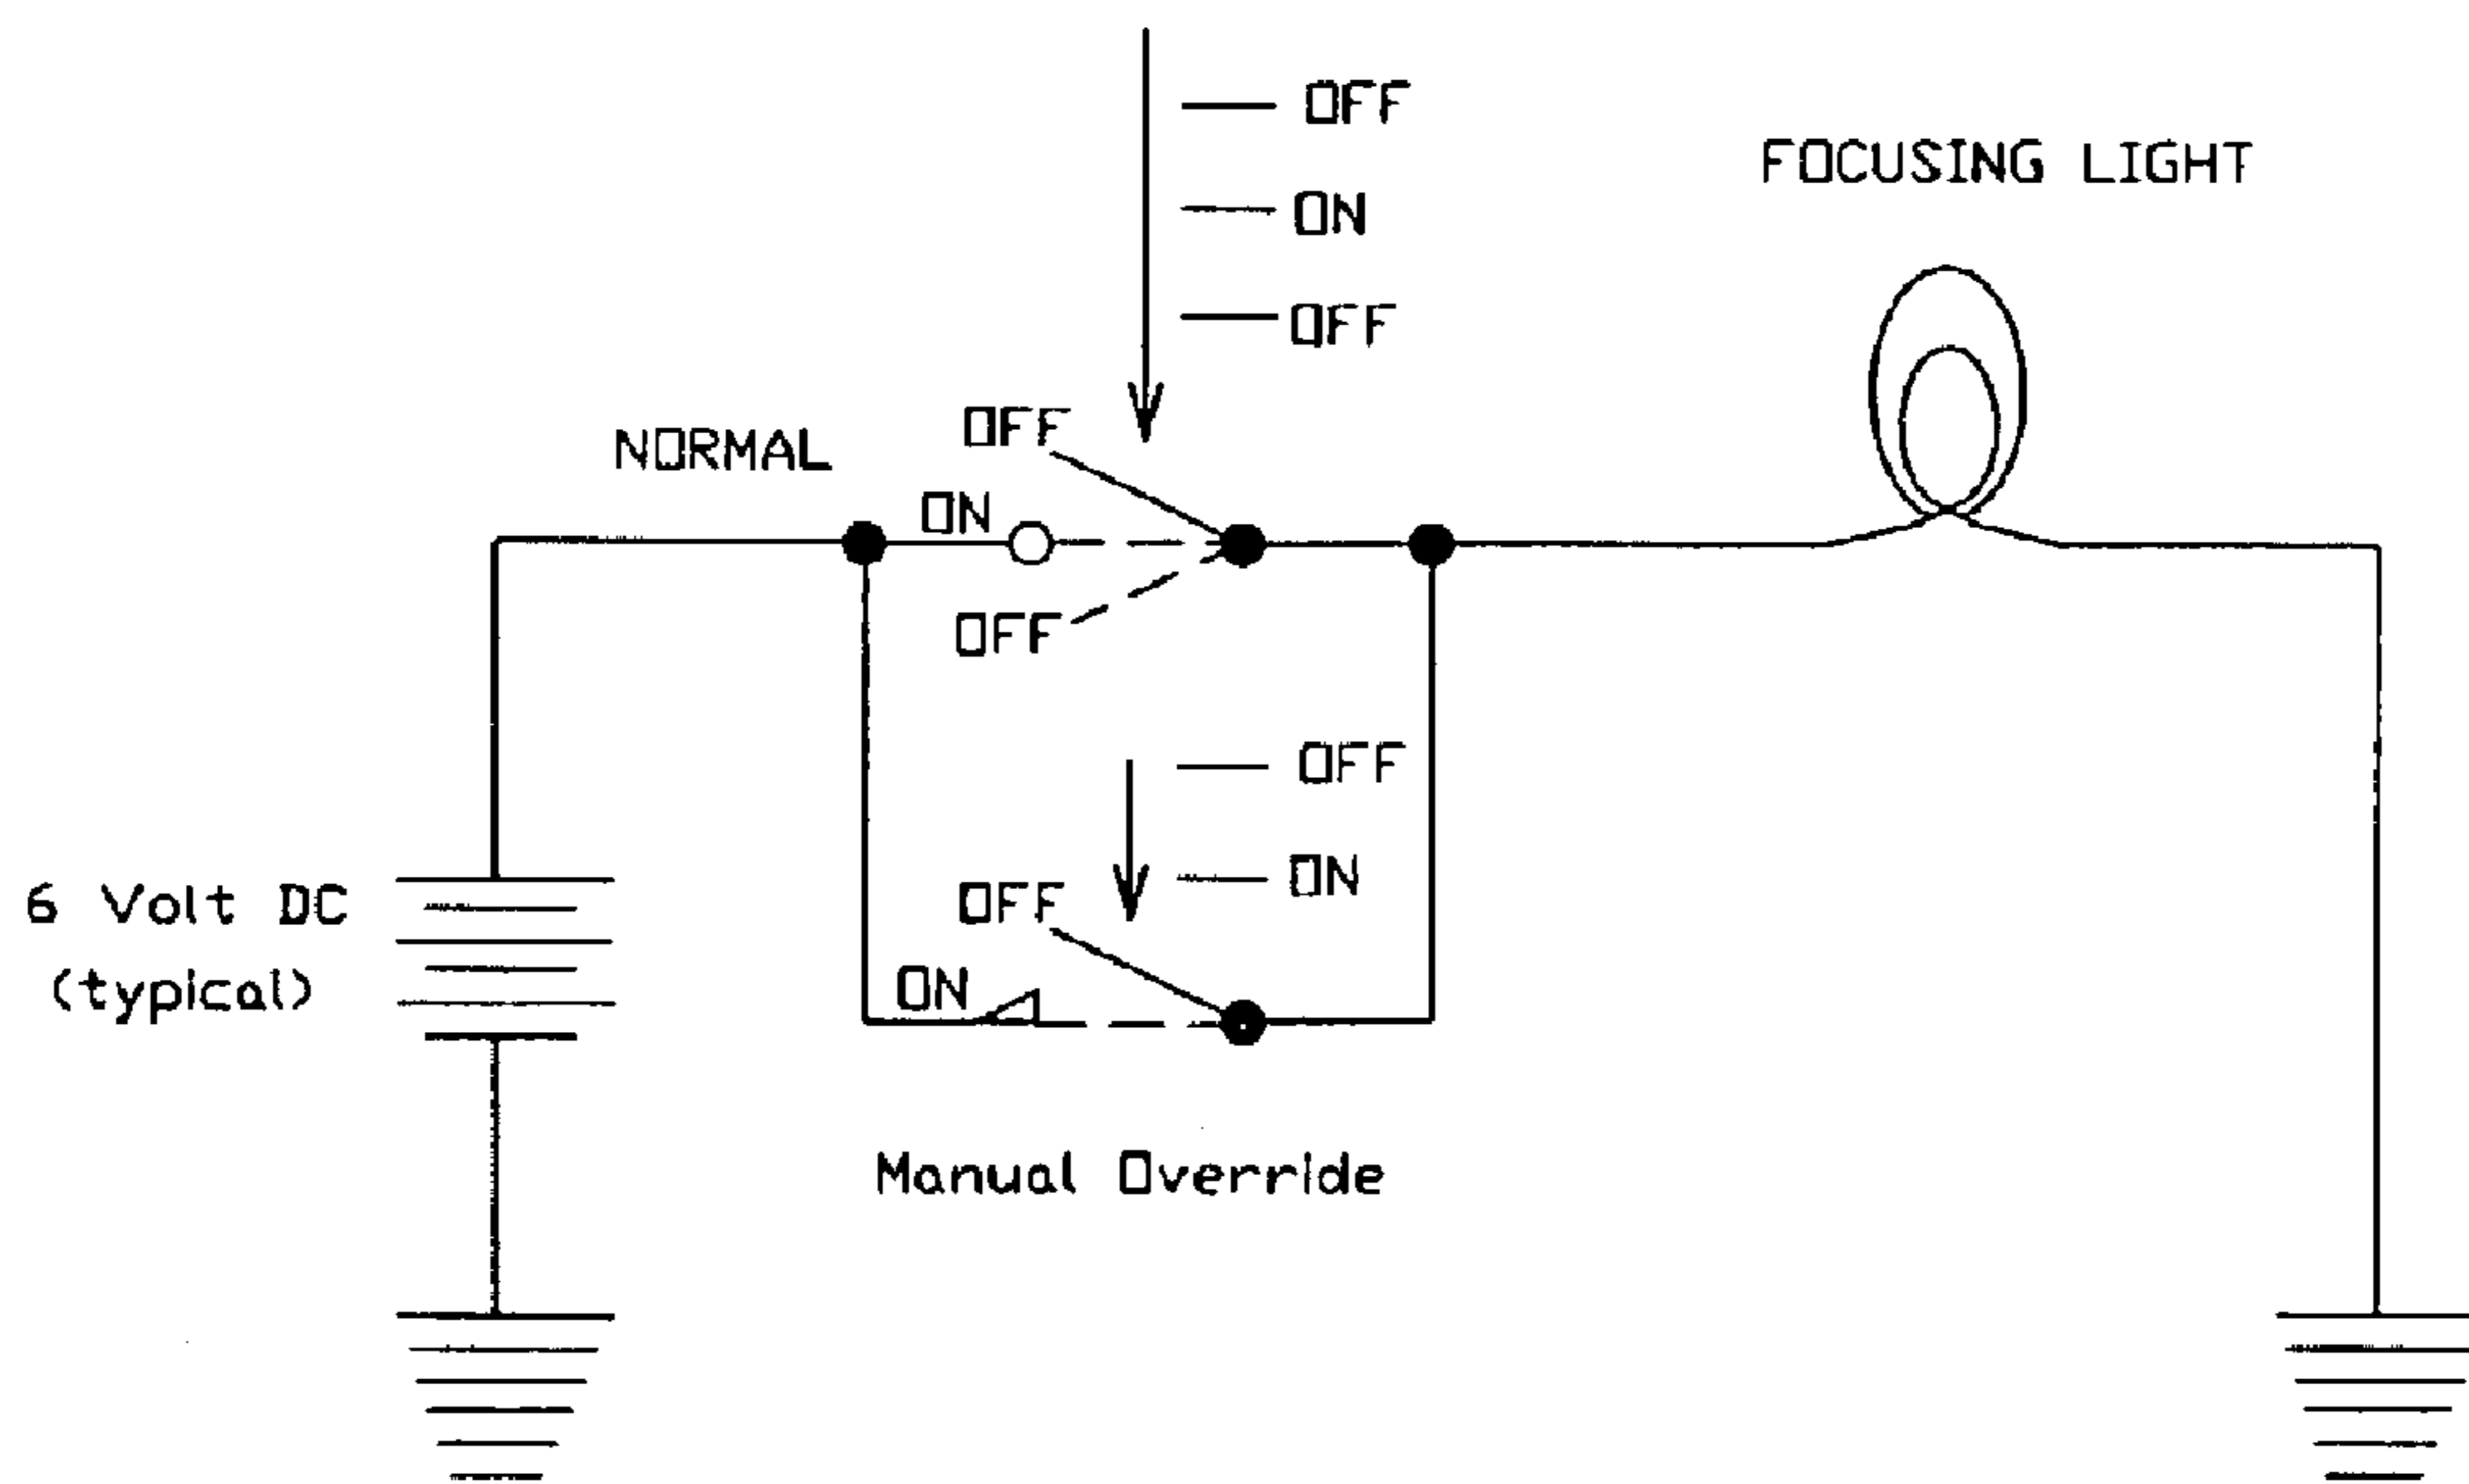 OFF
ON
OFF
FOCUSING LIGHT
NORMAL
OFF
ON
OFF
OFF
ON
6 Volt DC
(typical)
OFF
ON
Manual Override